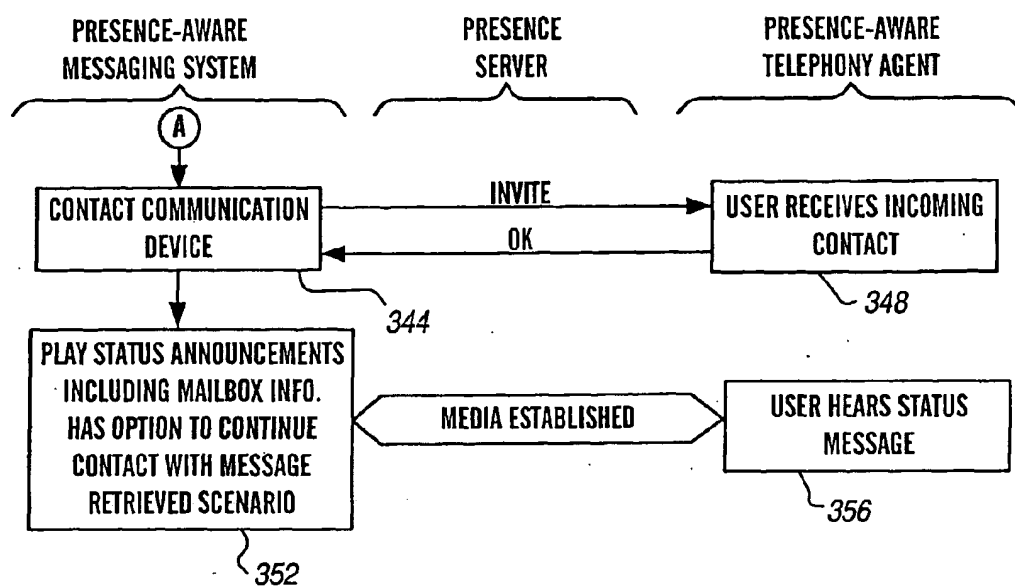 PRESENCE-AWARE
MESSAGING SYSTEM
PRESENCE
SERVER
PRESENCE-AWARE
TELEPHONY AGENT
A
CONTACT COMMUNICATION
DEVICE
344
INVITE
OK
USER RECEIVES INCOMING
CONTACT
348
PLAY STATUS ANNOUNCEMENTS
INCLUDING MAILBOX INFO.
HAS OPTION TO CONTINUE
CONTACT WITH MESSAGE
RETRIEVED SCENARIO
352
MEDIA ESTABLISHED
USER HEARS STATUS
MESSAGE
356